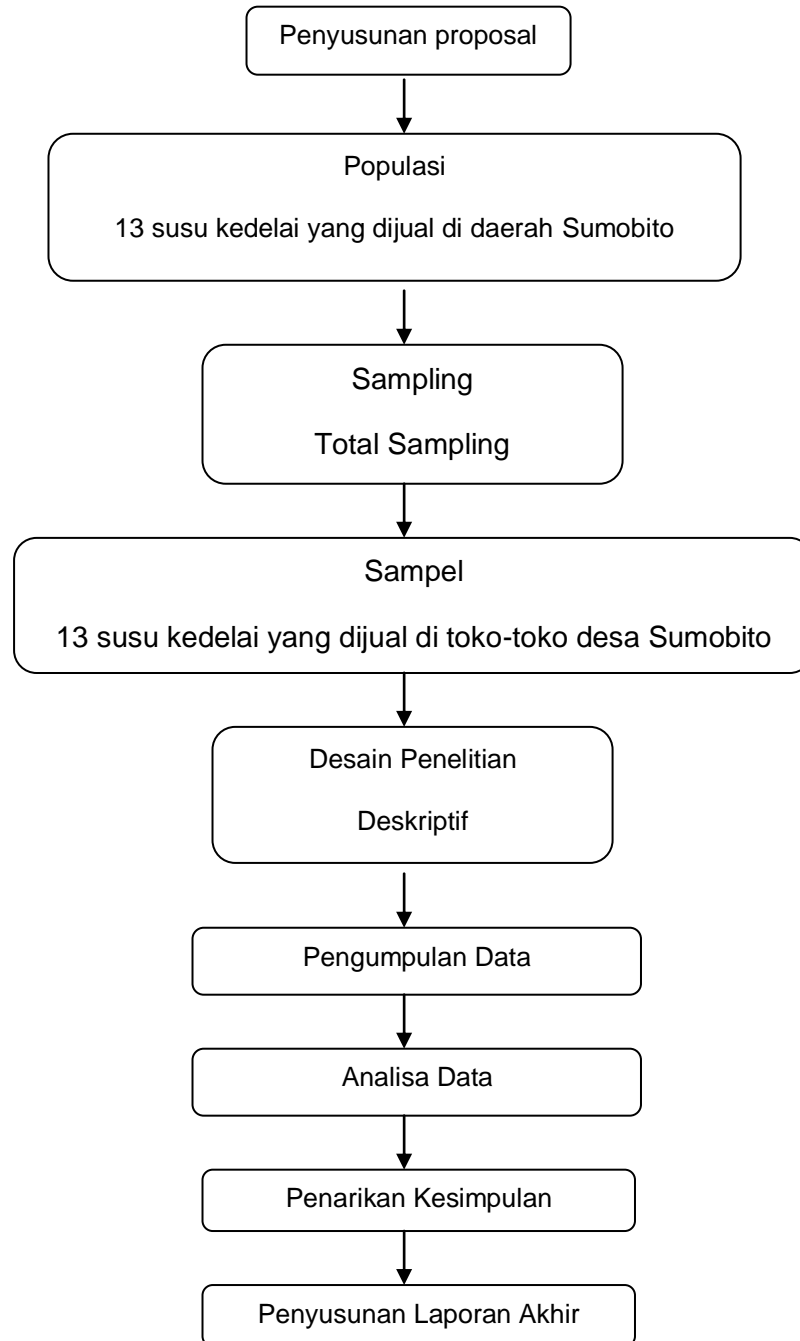 Penyusunan proposal
Populasi
13 susu kedelai yang dijual di daerah Sumobito
Sampling
Total Sampling
Sampel
13 susu kedelai yang dijual di toko-toko desa Sumobito
Desain Penelitian
Deskriptif
Pengumpulan Data
Analisa Data
Penarikan Kesimpulan
Penyusunan Laporan Akhir